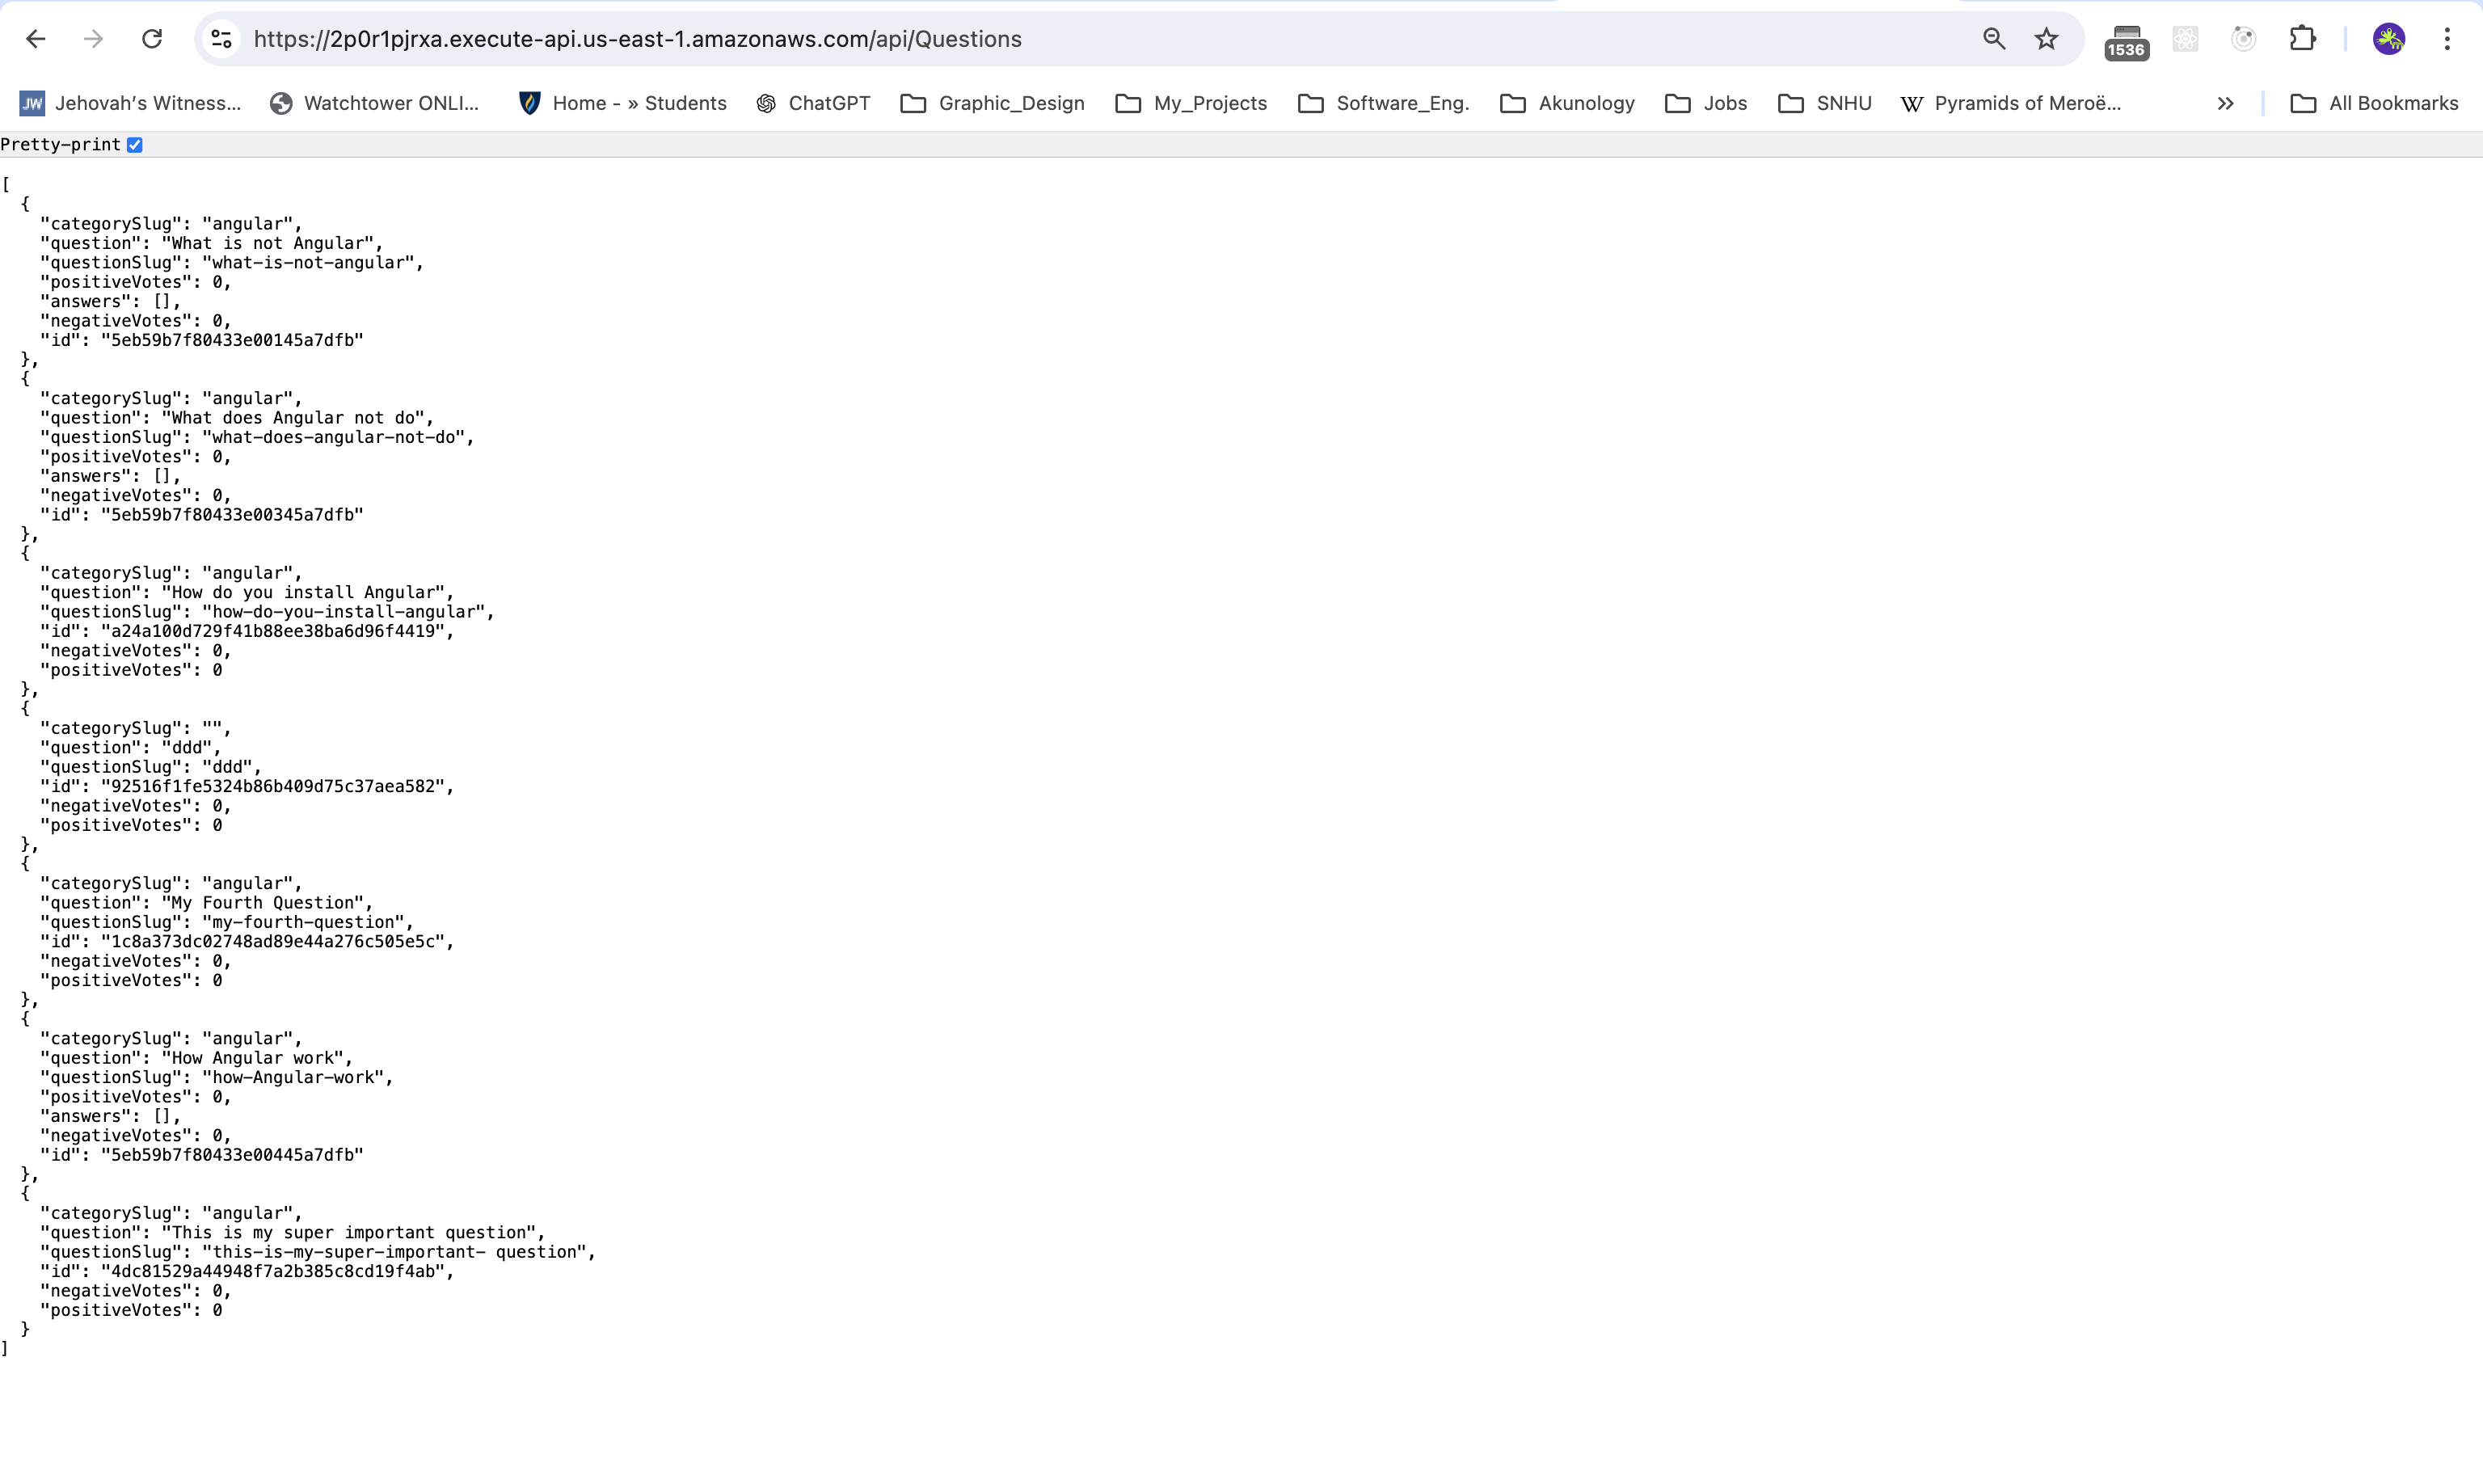 https://2p0r1pjrxa.execute-api.us-east-1.amazonaws.com/api/Questions
1536
JW Jehovah's Witness... Watchtower ONLI... Home - » Students ChatGPT Graphic_Design My_Projects Software_Eng. Akunology Jobs SNHU W Pyramids of Meroë... » All Bookmarks
Pretty-print
[
  {
    "categorySlug": "angular",
    "question": "What is not Angular",
    "questionSlug": "what-is-not-angular",
    "positiveVotes": 0,
    "answers": [],
    "negativeVotes": 0,
    "id": "5eb59b7f80433e00145a7dfb"
  },
  {
    "categorySlug": "angular",
    "question": "What does Angular not do",
    "questionSlug": "what-does-angular-not-do",
    "positiveVotes": 0,
    "answers": [],
    "negativeVotes": 0,
    "id": "5eb59b7f80433e00345a7dfb"
  },
  {
    "categorySlug": "angular",
    "question": "How do you install Angular",
    "questionSlug": "how-do-you-install-angular",
    "id": "a24a100d729f41b88ee38ba6d96f4419",
    "negativeVotes": 0,
    "positiveVotes": 0
  },
  {
    "categorySlug": "",
    "question": "ddd",
    "questionSlug": "ddd",
    "id": "92516f1fe5324b86b409d75c37aea582",
    "negativeVotes": 0,
    "positiveVotes": 0
  },
  {
    "categorySlug": "angular",
    "question": "My Fourth Question",
    "questionSlug": "my-fourth-question",
    "id": "1c8a373dc02748ad89e44a276c505e5c",
    "negativeVotes": 0,
    "positiveVotes": 0
  },
  {
    "categorySlug": "angular",
    "question": "How Angular work",
    "questionSlug": "how-Angular-work",
    "positiveVotes": 0,
    "answers": [],
    "negativeVotes": 0,
    "id": "5eb59b7f80433e00445a7dfb"
  },
  {
    "categorySlug": "angular",
    "question": "This is my super important question",
    "questionSlug": "this-is-my-super-important- question",
    "id": "4dc81529a44948f7a2b385c8cd19f4ab",
    "negativeVotes": 0,
    "positiveVotes": 0
  }
]